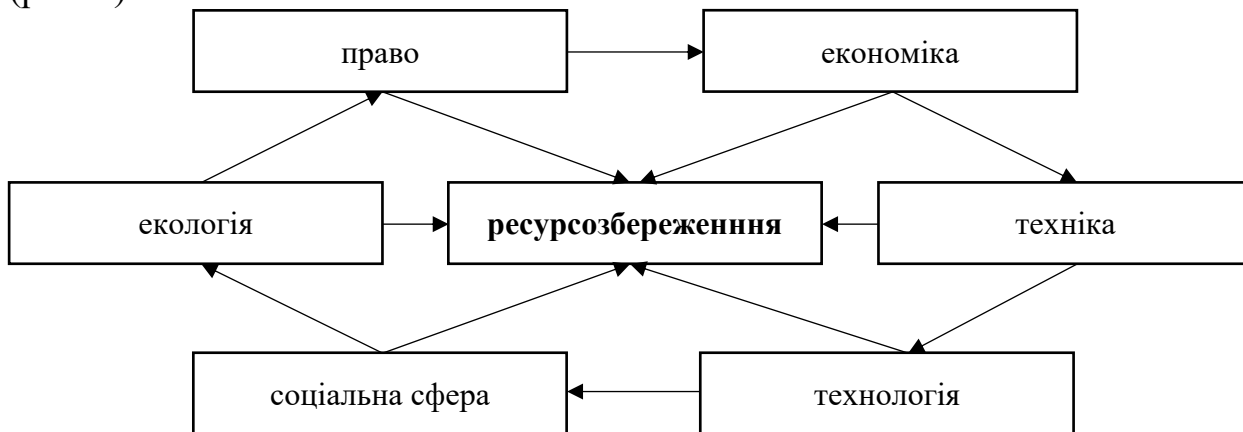 право
економіка
екологія
ресурсозбереженння
техніка
соціальна сфера
технологія